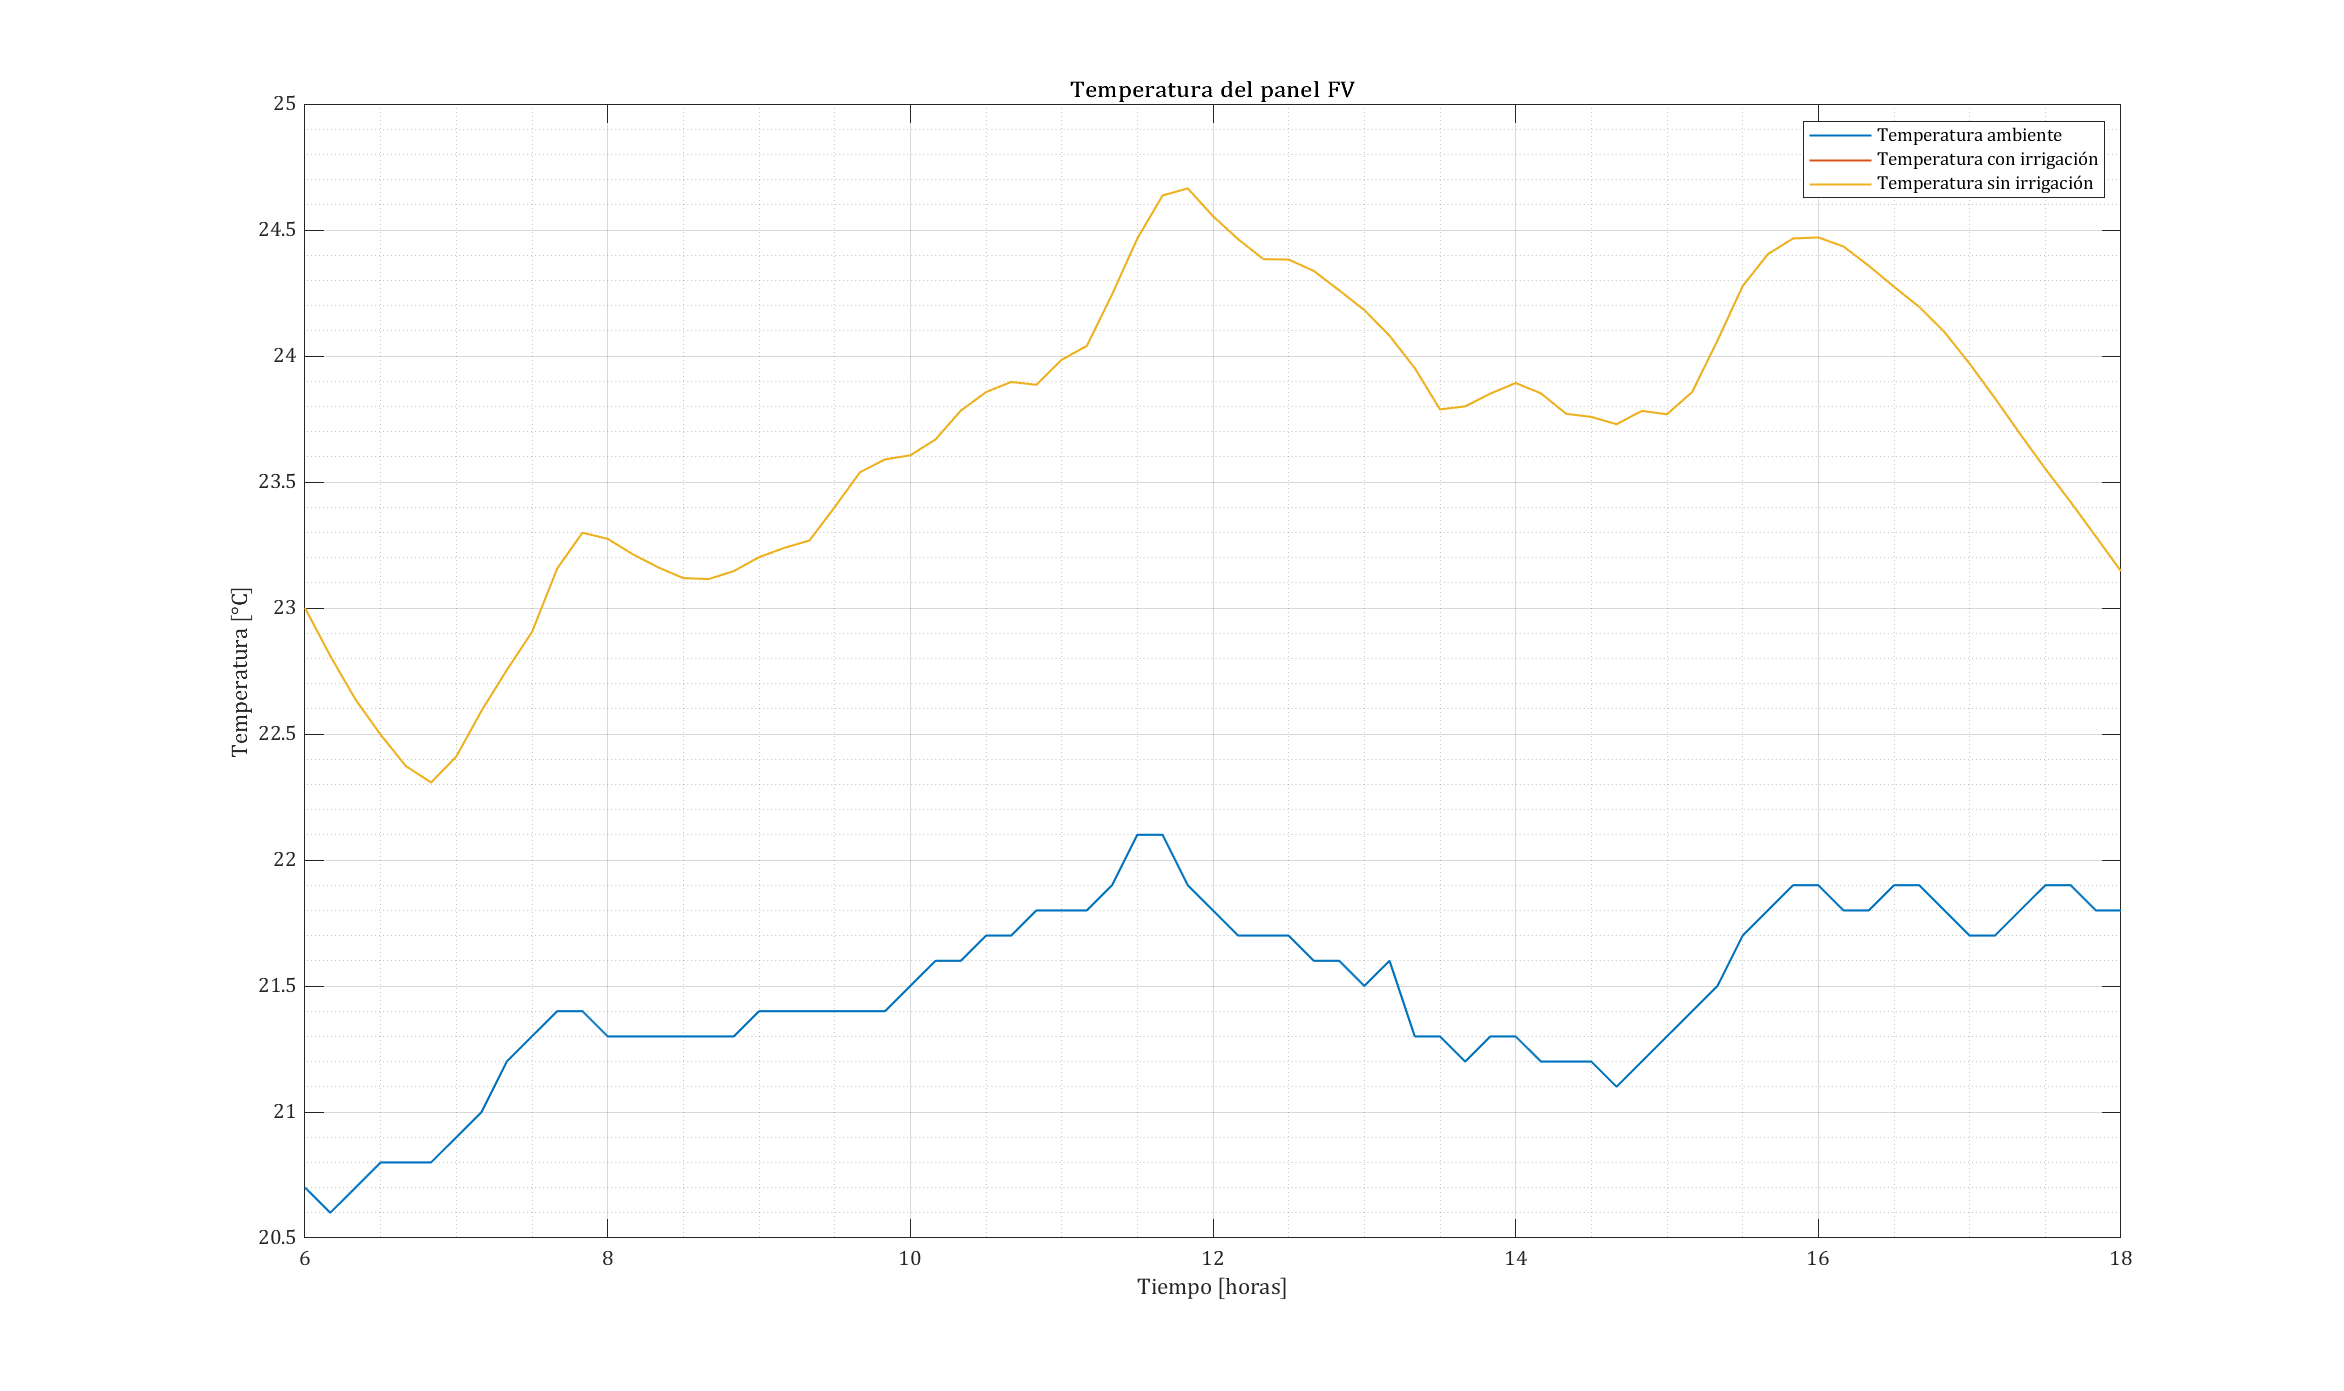 Temperatura del panel FV
Temperatura ambiente
Temperatura con irrigación
Temperatura sin irrigación
25
24.5
24
23.5
23
22.5
22
21.5
21
20.5
Temperatura [°C]
6 8 10 12 14 16 18
Tiempo [horas]